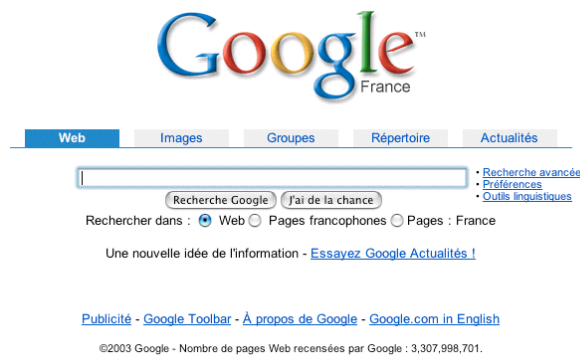 Google™
France
Web Images Groupes Répertoire Actualités
• Recherche avancée
• Préférences
• Outils linguistiques
Recherche Google J'ai de la chance
Rechercher dans : Web Pages francophones Pages : France
Une nouvelle idée de l'information - Essayez Google Actualités !
Publicité - Google Toolbar - À propos de Google - Google.com in English
©2003 Google - Nombre de pages Web recensées par Google : 3,307,998,701.